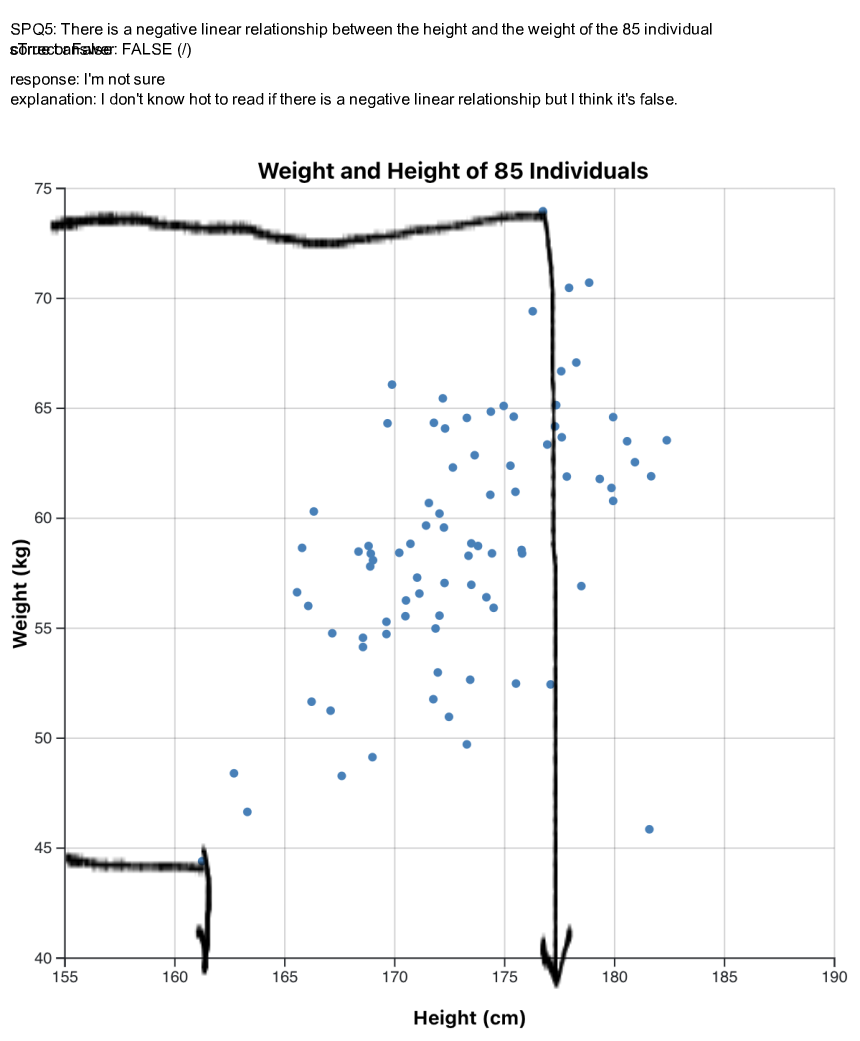 SPQ5: There is a negative linear relationship between the height and the weight of the 85 individual
correct answer: FALSE (/)
response: I'm not sure
explanation: I don't know hot to read if there is a negative linear relationship but I think it's false.
Weight and Height of 85 Individuals
75
70
65
60
55
50
45
40
Weight (kg)
155 160 165 170 175 180 185 190
Height (cm)